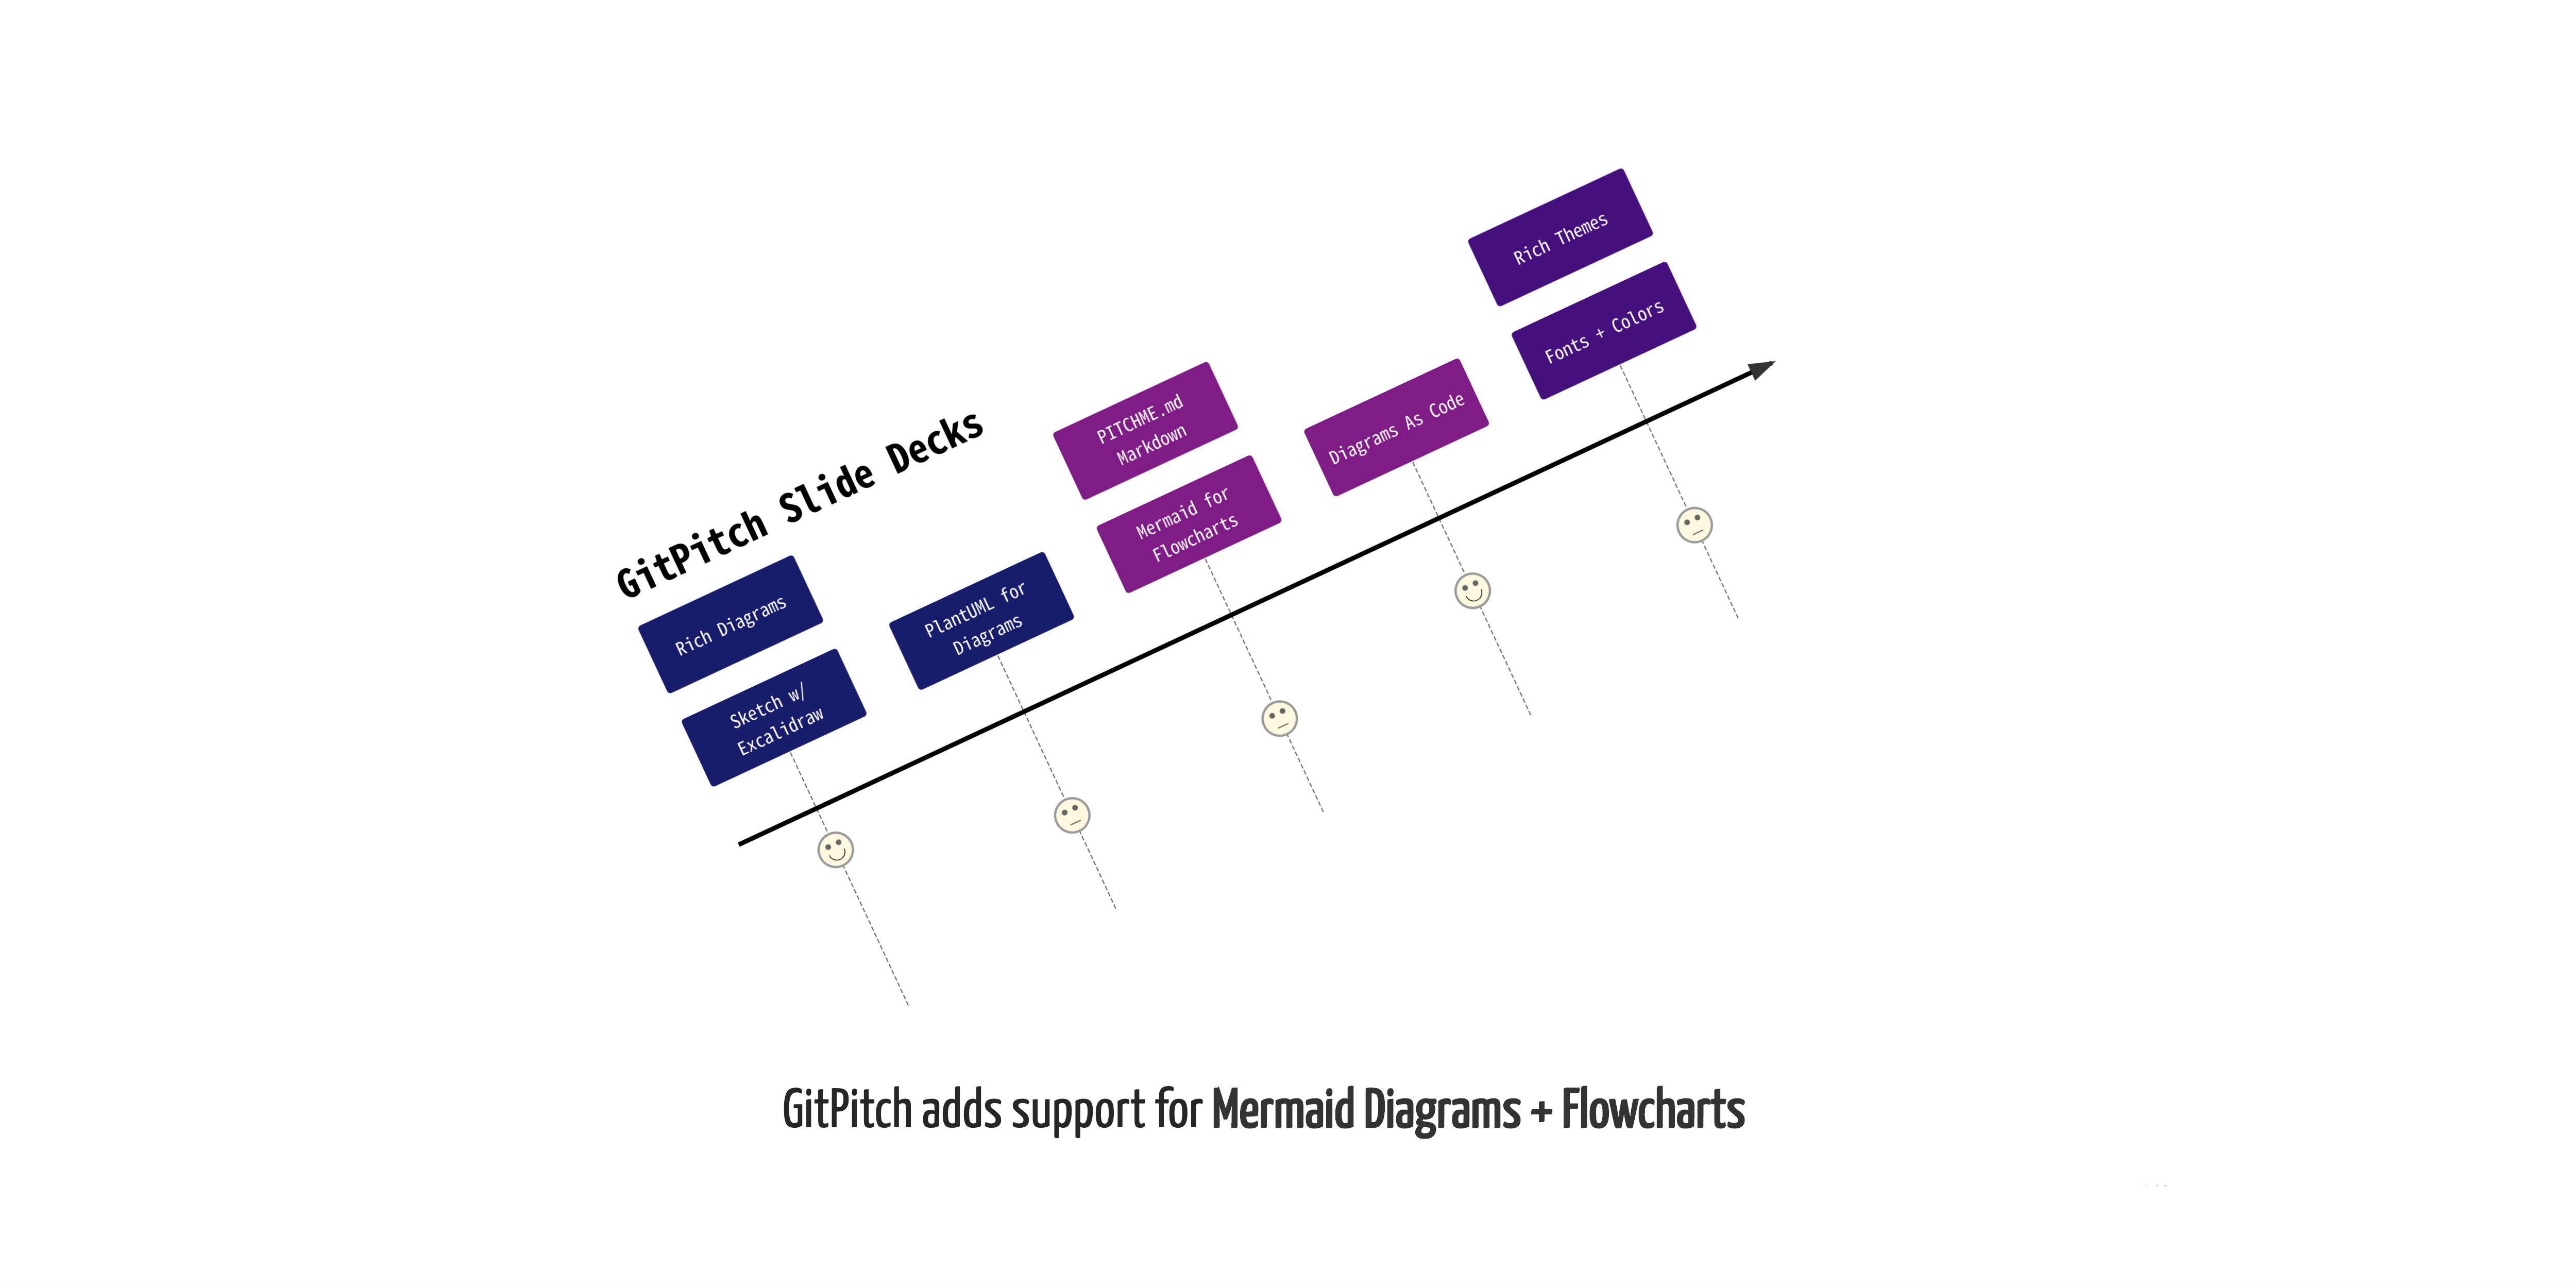 GitPitch Slide Decks
Rich Diagrams
Sketch w/
Excalidraw
PlantUML for
Diagrams
PITCHME.md
Markdown
Mermaid for
Flowcharts
Diagrams As Code
Rich Themes
Fonts + Colors
GitPitch adds support for Mermaid Diagrams + Flowcharts